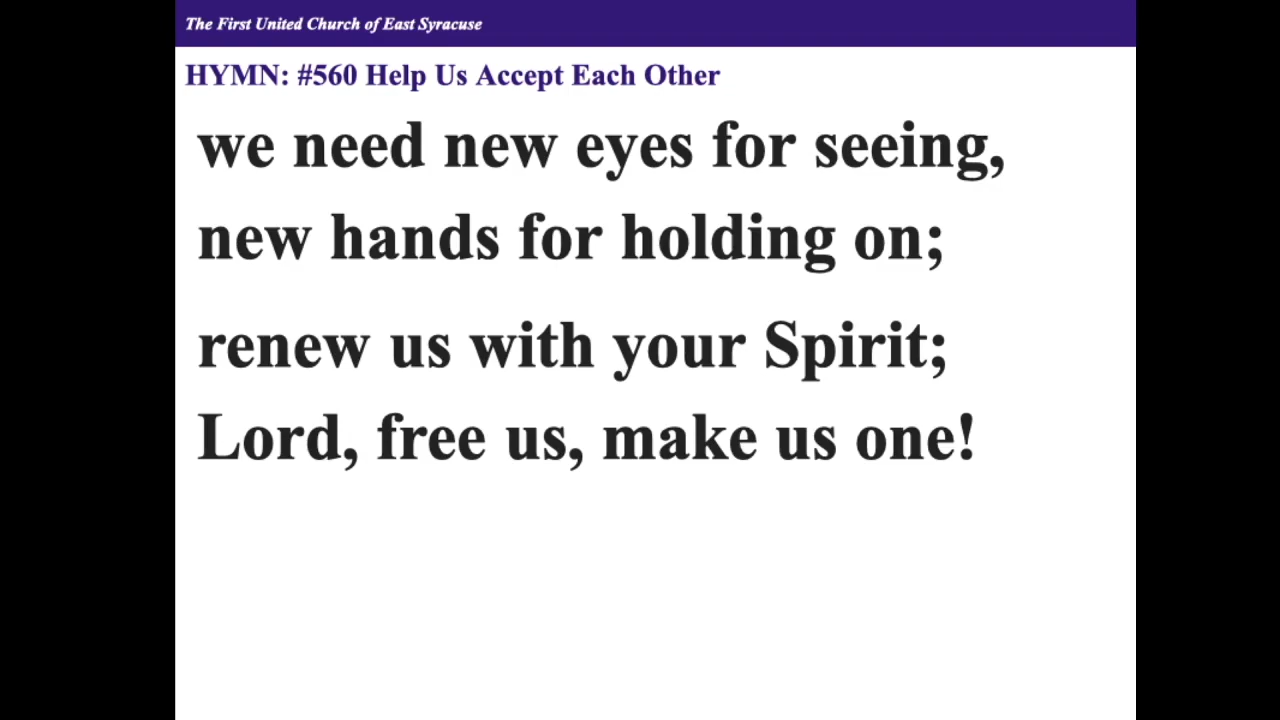 The First United Church of East Syracuse
HYMN: #560 Help Us Accept Each Other
we need new eyes for seeing,
new hands for holding on;
renew us with your Spirit;
Lord, free us, make us one!